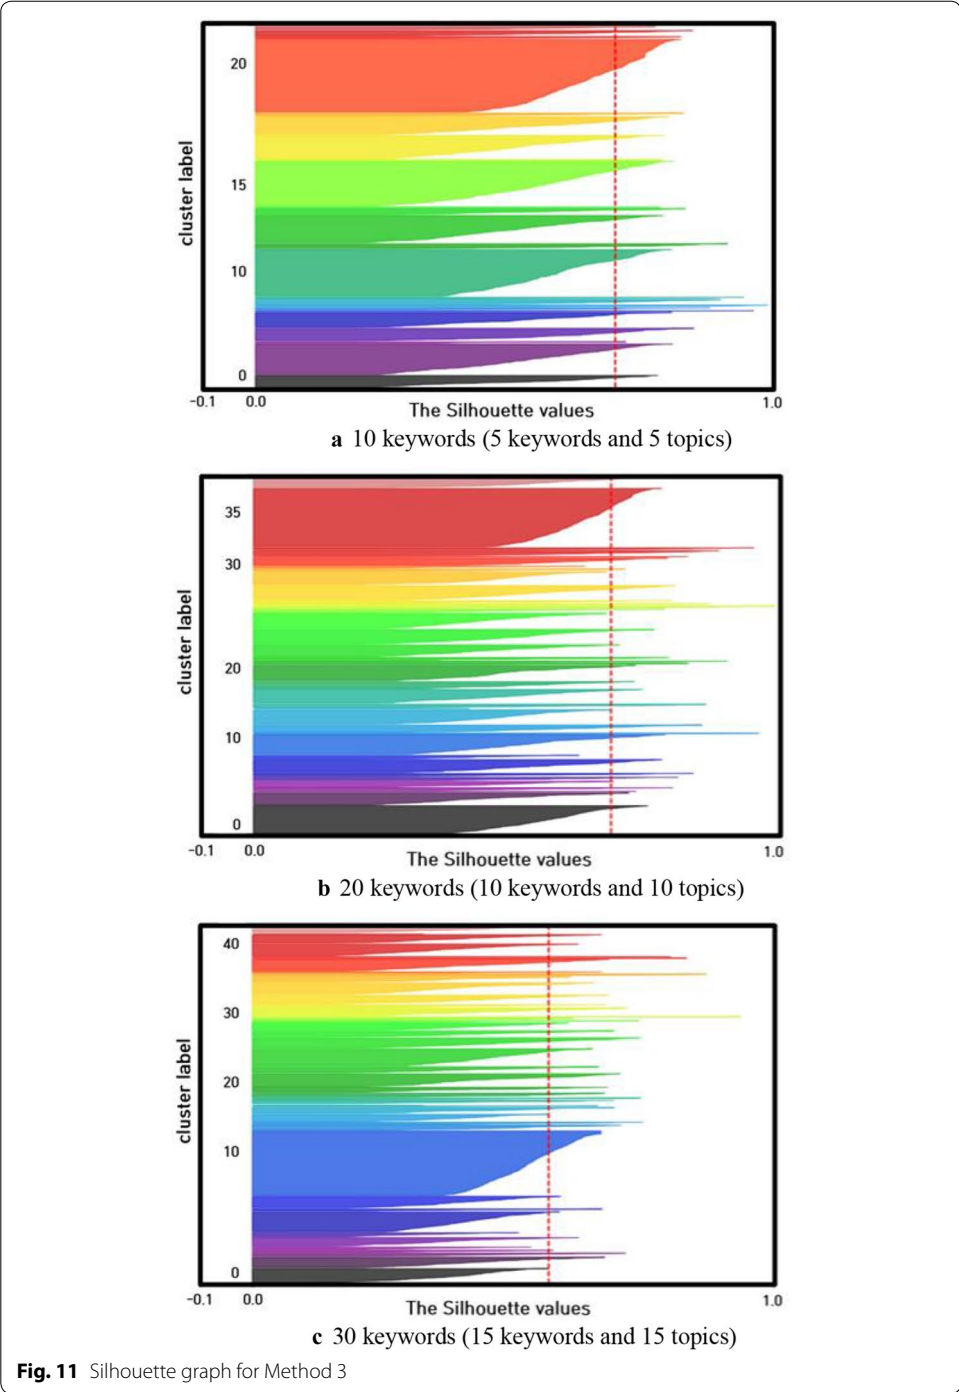 20
15
10
0
cluster label
-0.1 0.0 1.0
The Silhouette values
a 10 keywords (5 keywords and 5 topics)
35
30
20
10
0
cluster label
-0.1 0.0 1.0
The Silhouette values
b 20 keywords (10 keywords and 10 topics)
40
30
20
10
0
cluster label
-0.1 0.0 1.0
The Silhouette values
c 30 keywords (15 keywords and 15 topics)
Fig. 11 Silhouette graph for Method 3